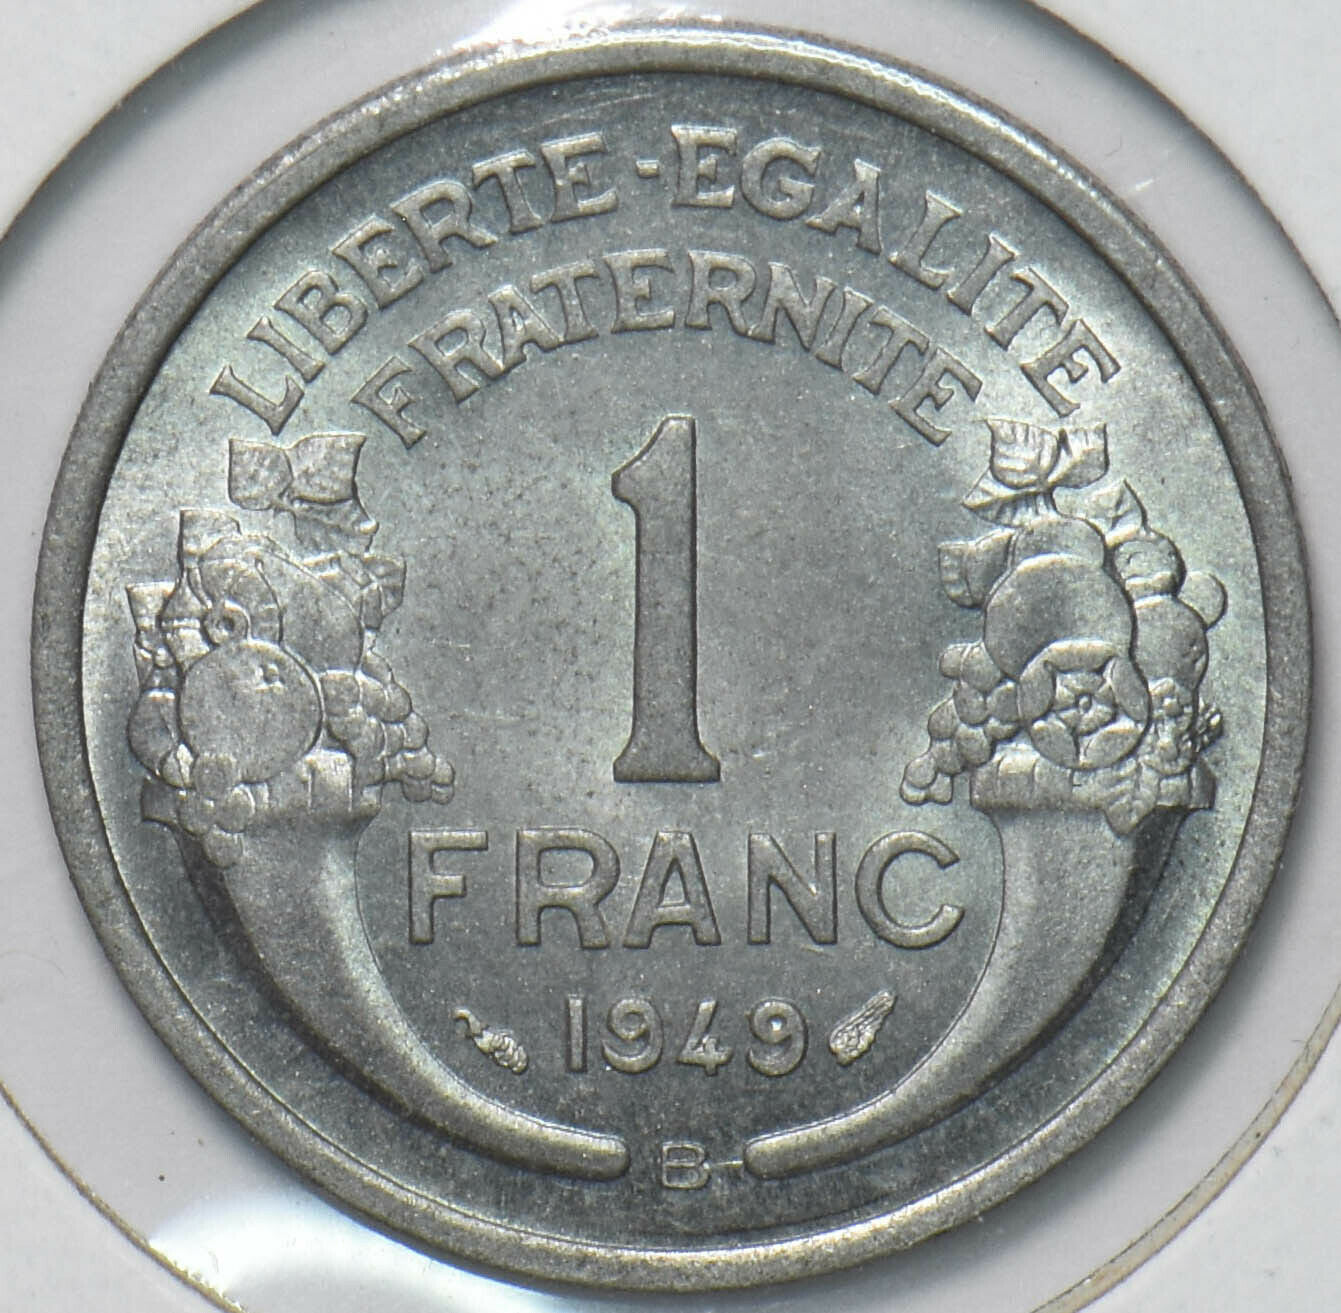 LIBERTE-EGALITE
FRATERNITE
1
FRANC
1949
B